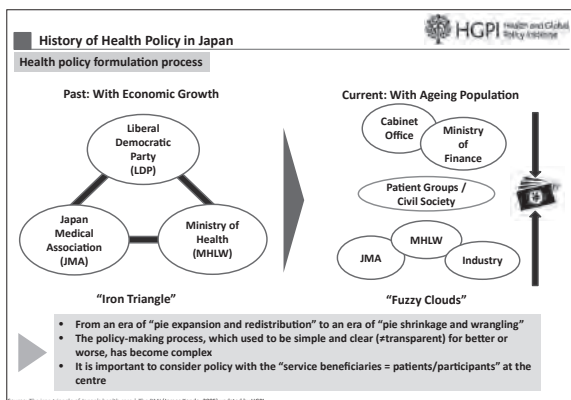 HGPI Health and Global
Policy Institute
History of Health Policy in Japan
Health policy formulation process
Past: With Economic Growth
Liberal
Democratic
Party
(LDP)
Japan
Medical
Association
(JMA)
Ministry of
Health
(MHLW)
"Iron Triangle"
Current: With Ageing Population
Cabinet
Office
Ministry
of
Finance
Patient Groups /
Civil Society
JMA
MHLW
Industry
"Fuzzy Clouds"
• From an era of "pie expansion and redistribution" to an era of "pie shrinkage and wrangling"
• The policy-making process, which used to be simple and clear (≠transparent) for better or
worse, has become complex
• It is important to consider policy with the "service beneficiaries = patients/participants" at the
centre